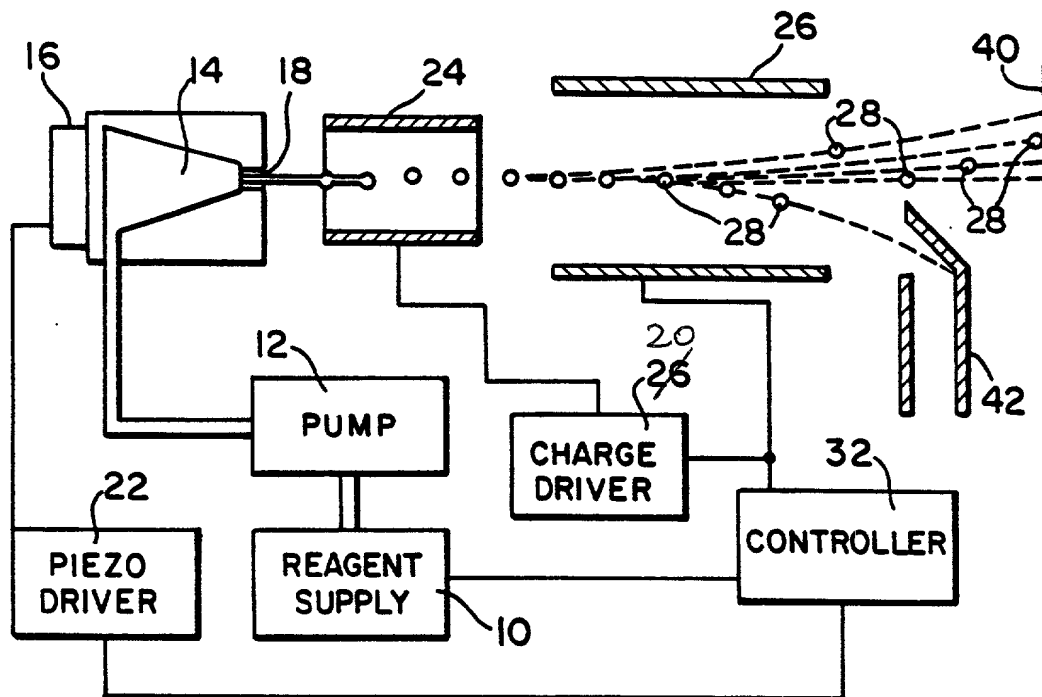 16
14
18
24
26
40
28
28
28
28
42
12
PUMP
20
26
CHARGE
DRIVER
32
CONTROLLER
22
PIEZO
DRIVER
REAGENT
SUPPLY
10